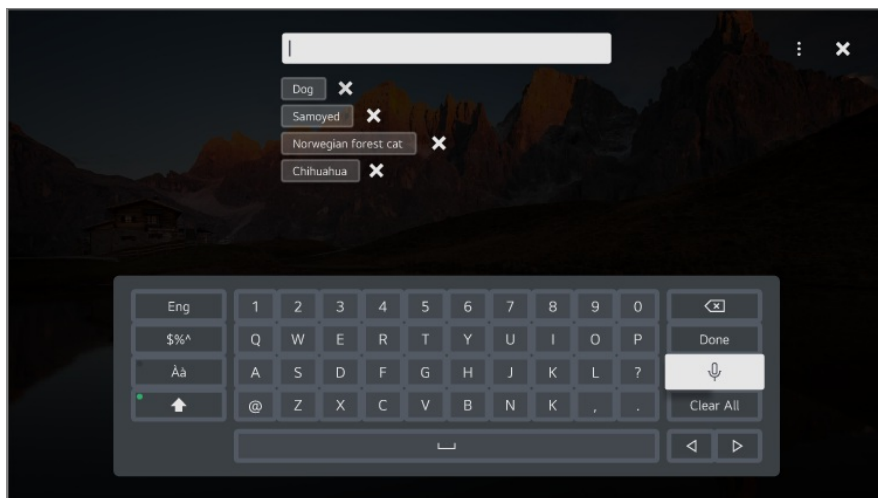 Dog
Samoyed
Norwegian forest cat
Chihuahua
Eng 1 2 3 4 5 6 7 8 9 0
$%^ Q W E R T Y U I O P Done
Àà A S D F G H J K L ?
@ Z X C V B N K , . Clear All